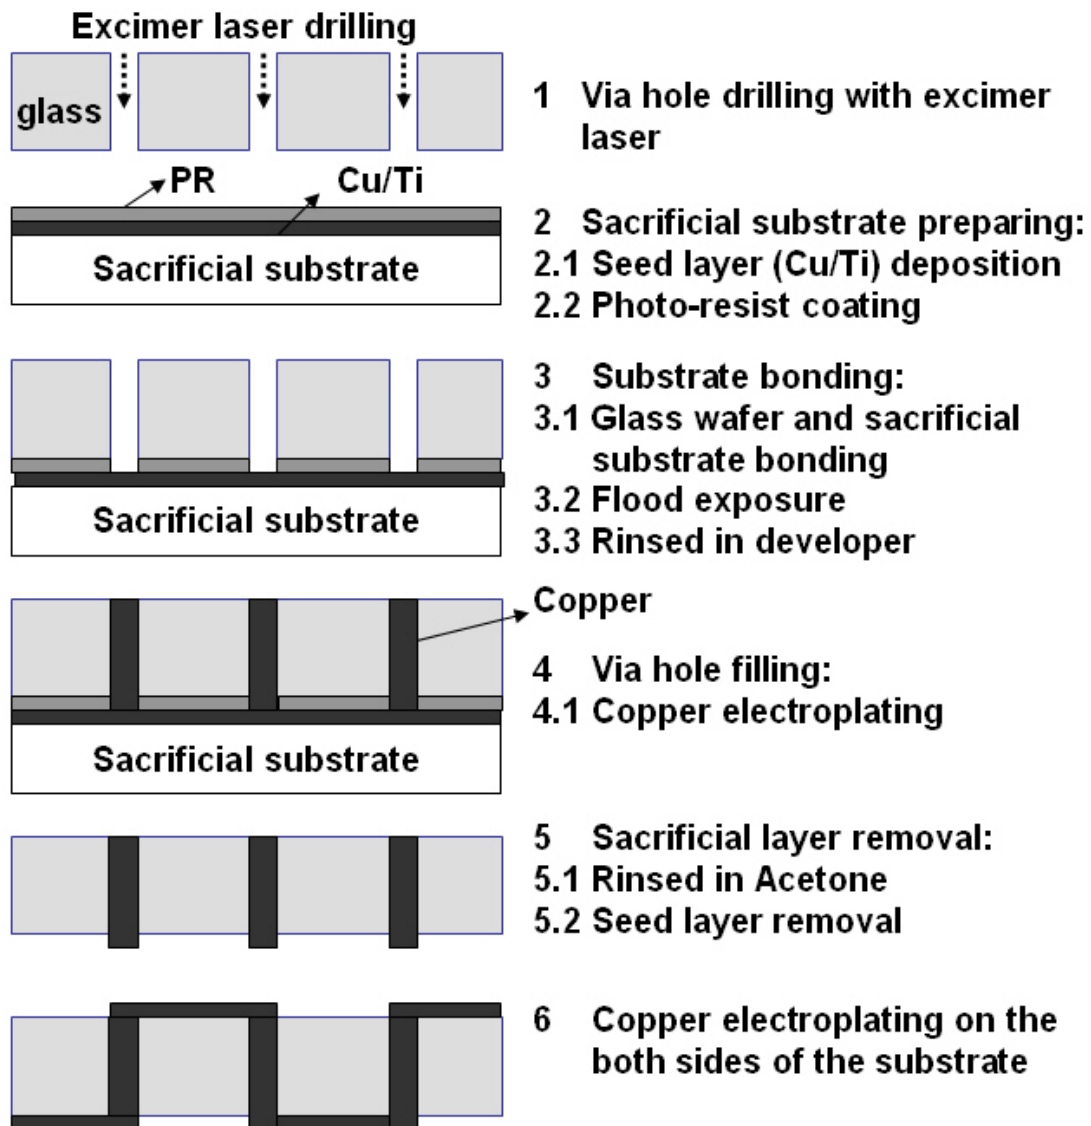 Excimer laser drilling
glass
1 Via hole drilling with excimer
laser
PR
Cu/Ti
Sacrificial substrate
2 Sacrificial substrate preparing:
2.1 Seed layer (Cu/Ti) deposition
2.2 Photo-resist coating
3 Substrate bonding:
3.1 Glass wafer and sacrificial
substrate bonding
3.2 Flood exposure
3.3 Rinsed in developer
Sacrificial substrate
Copper
4 Via hole filling:
4.1 Copper electroplating
Sacrificial substrate
5 Sacrificial layer removal:
5.1 Rinsed in Acetone
5.2 Seed layer removal
6 Copper electroplating on the
both sides of the substrate